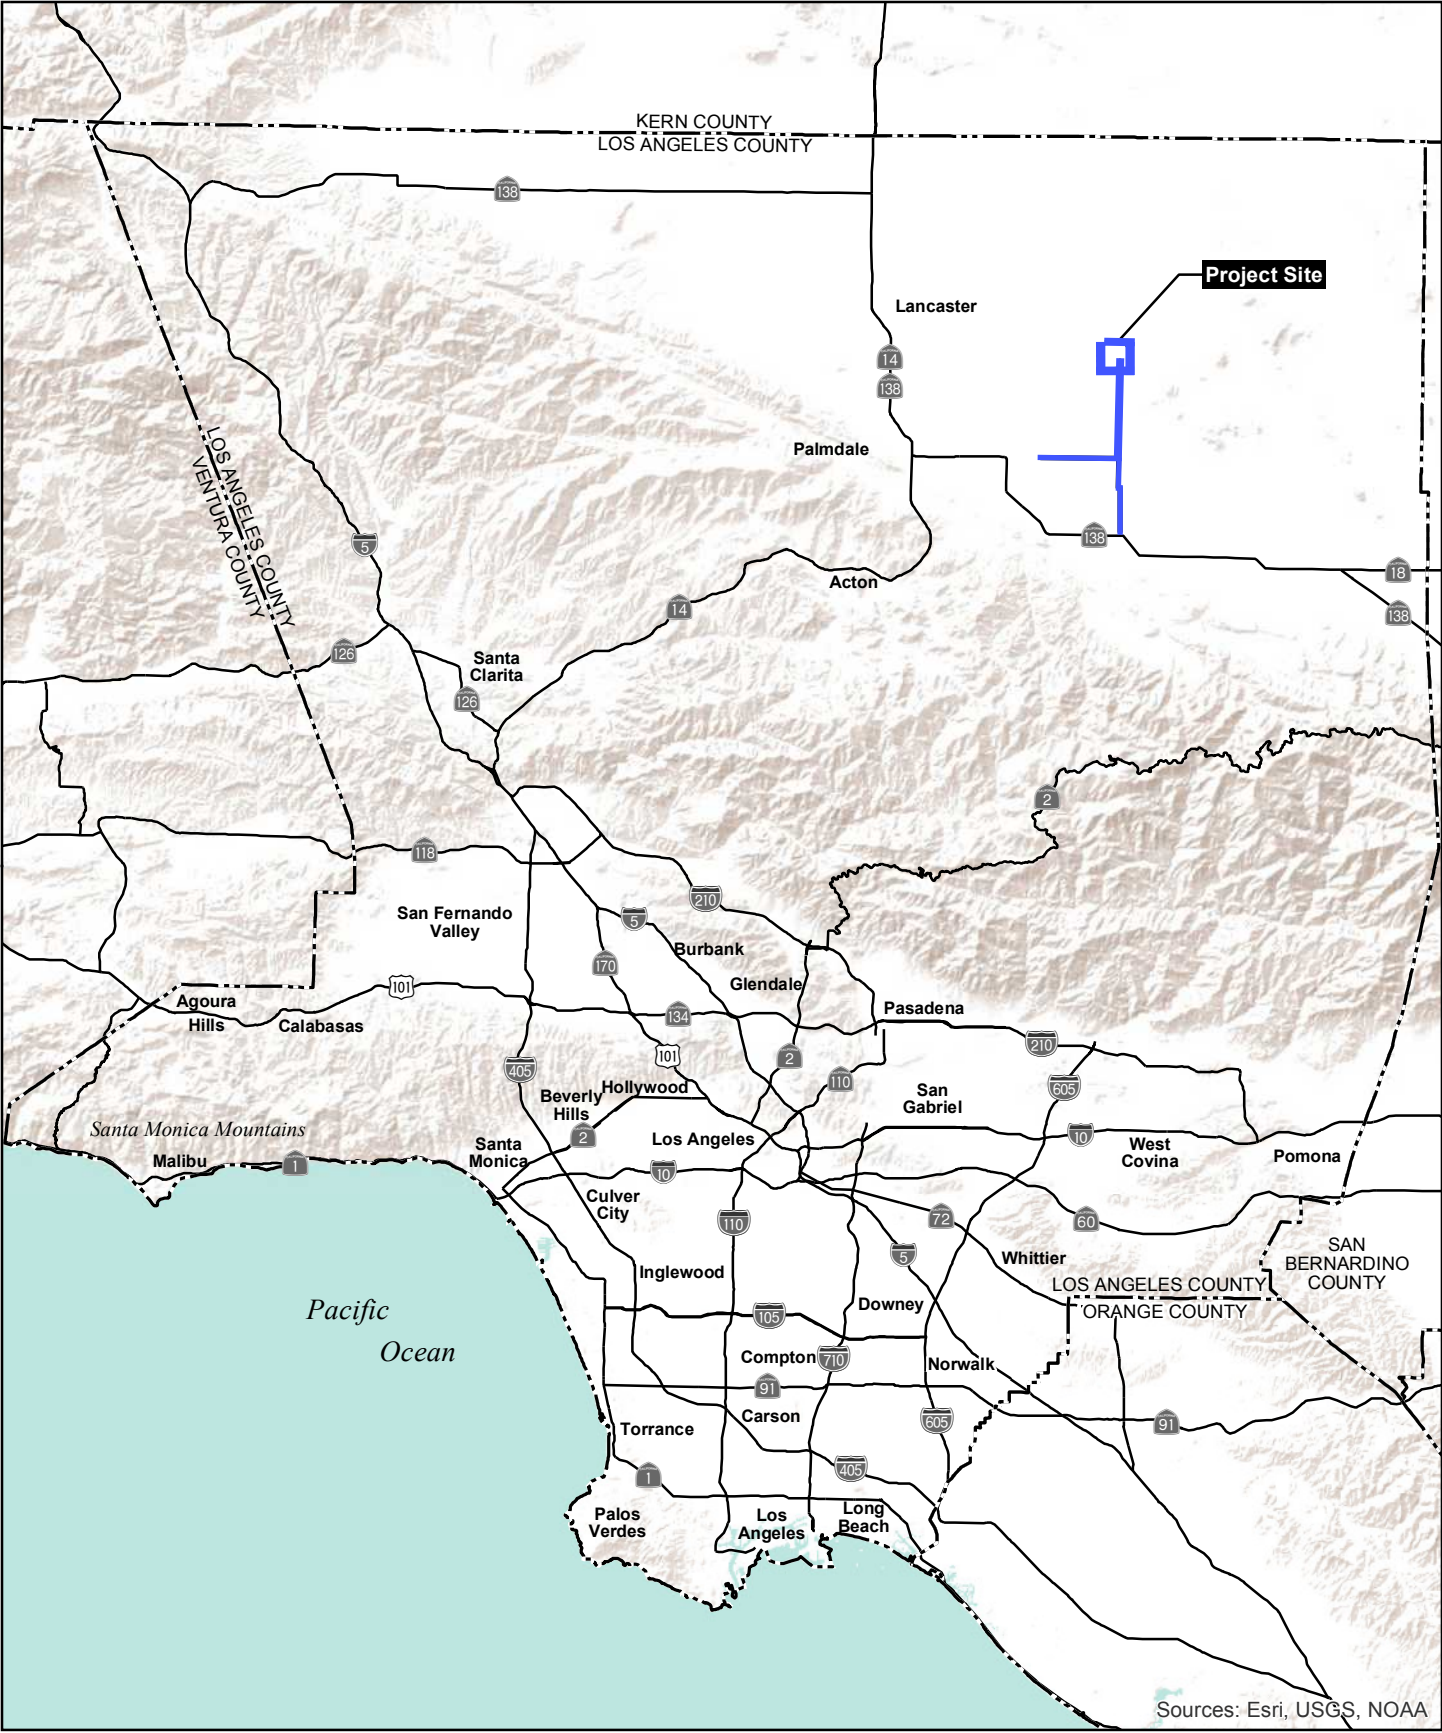 KERN COUNTY
LOS ANGELES COUNTY
138
Project Site
Lancaster
14
138
Palmdale
LOS ANGELES COUNTY
VENTURA COUNTY
5
138
18
Acton
14
138
126
Santa
Clarita
126
2
118
210
San Fernando
Valley
5
Burbank
170
Glendale
101
Agoura
Hills
Calabasas
134
Pasadena
210
101
2
405
110
605
Hollywood
Beverly
Hills
San
Gabriel
Santa Monica Mountains
2
Los Angeles
10
Santa
Monica
West
Covina
Pomona
Malibu
1
10
Culver
City
110
72
60
5
Whittier
SAN
BERNARDINO
COUNTY
Inglewood
LOS ANGELES COUNTY
ORANGE COUNTY
Pacific
Ocean
Downey
105
Compton
710
Norwalk
91
Carson
605
91
Torrance
405
1
Palos
Verdes
Los
Angeles
Long
Beach
Sources: Esri, USGS, NOAA